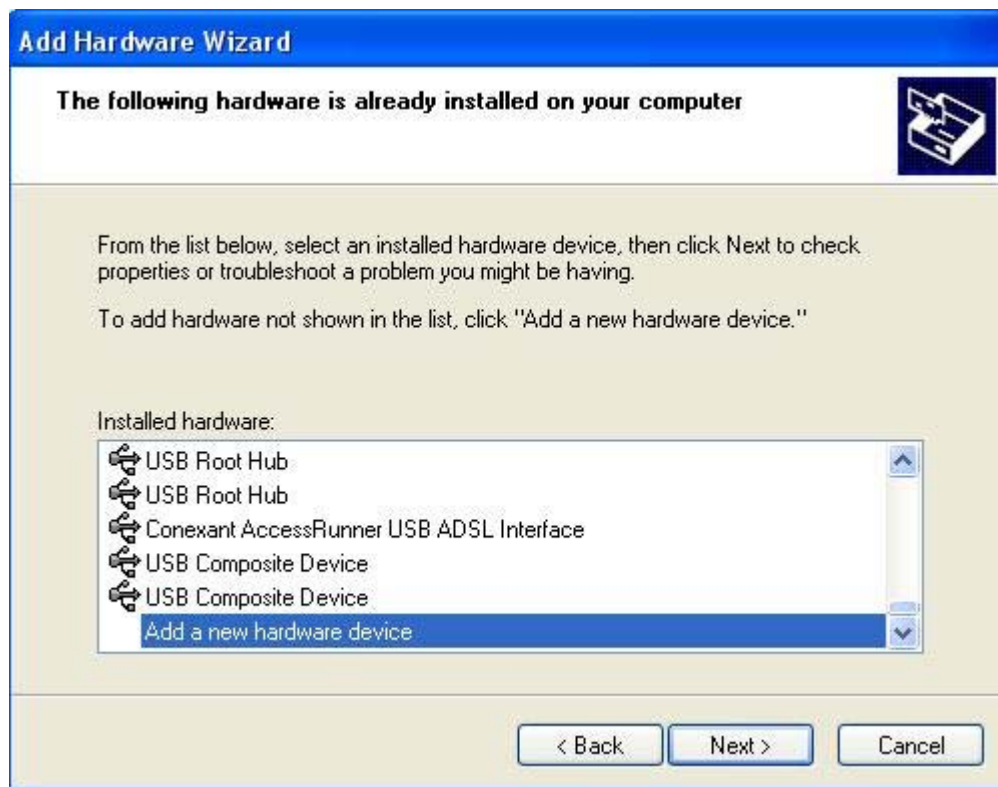 Add Hardware Wizard
The following hardware is already installed on your computer
From the list below, select an installed hardware device, then click Next to check
properties or troubleshoot a problem you might be having.
To add hardware not shown in the list, click "Add a new hardware device."
Installed hardware:
USB Root Hub
USB Root Hub
Conexant AccessRunner USB ADSL Interface
USB Composite Device
USB Composite Device
Add a new hardware device
< Back Next > Cancel